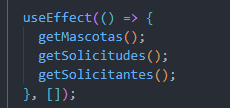 useEffect(() => {
  getMascotas();
  getSolicitudes();
  getSolicitantes();
}, []);